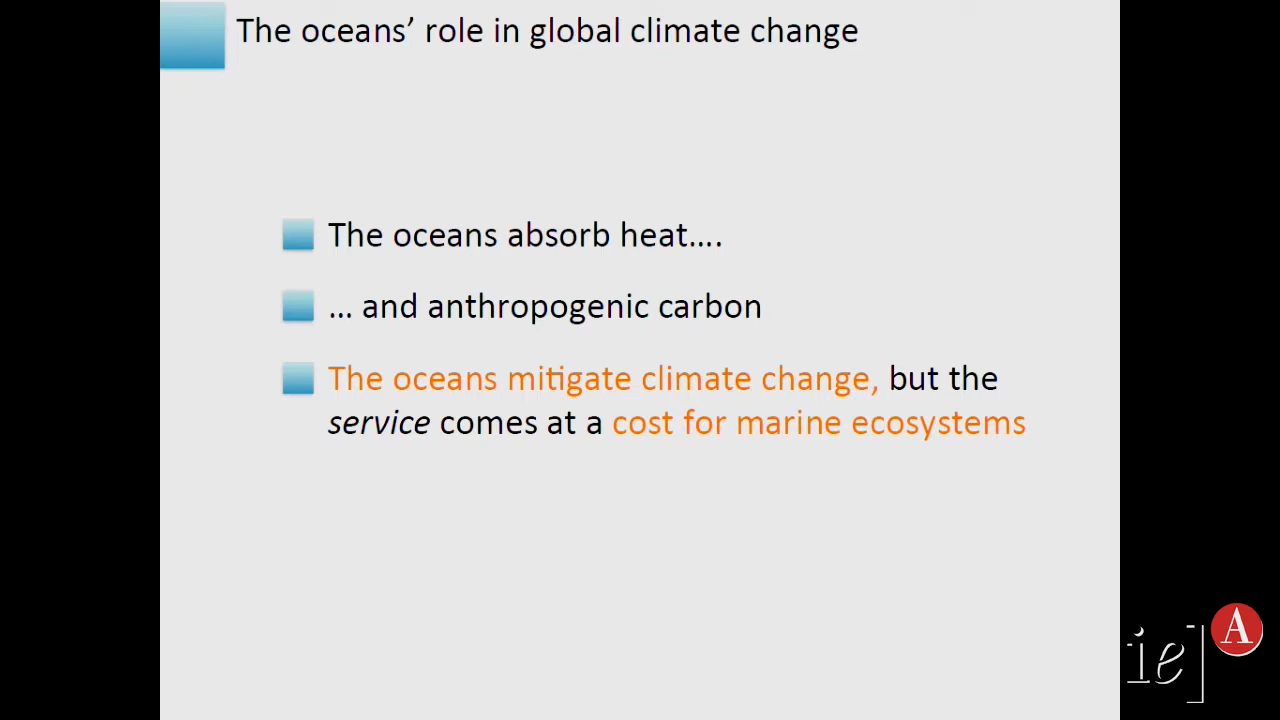 The oceans’ role in global climate change
The oceans absorb heat….
… and anthropogenic carbon
The oceans mitigate climate change, but the
service comes at a cost for marine ecosystems
ie] A